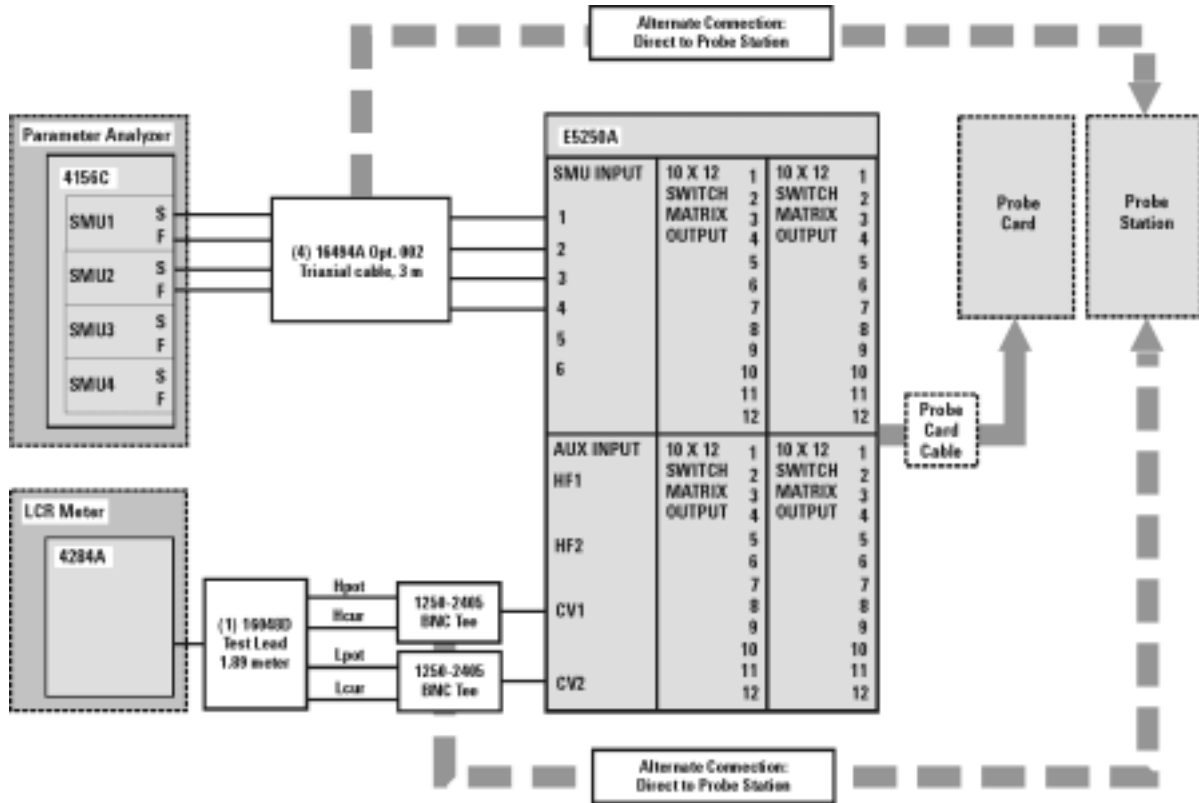 Alternate Connection:
Direct to Probe Station
Parameter Analyzer
4156C
SMU1 S
F
SMU2 S
F
SMU3 S
F
SMU4 S
F
(4) 16494A Opt. 002
Triaxial cable, 3 m
E5250A
SMU INPUT
1
2
3
4
5
6
10 X 12
SWITCH
MATRIX
OUTPUT
1
2
3
4
5
6
7
8
9
10
11
12
10 X 12
SWITCH
MATRIX
OUTPUT
1
2
3
4
5
6
7
8
9
10
11
12
AUX INPUT
HF1
HF2
CV1
CV2
10 X 12
SWITCH
MATRIX
OUTPUT
1
2
3
4
5
6
7
8
9
10
11
12
10 X 12
SWITCH
MATRIX
OUTPUT
1
2
3
4
5
6
7
8
9
10
11
12
Probe
Card
Probe
Station
Probe
Card
Cable
LCR Meter
4284A
(1) 16048D
Test Lead
1.89 meter
Hpot
Hcur
Lpot
Lcur
1250-2405
BNC Tee
1250-2405
BNC Tee
Alternate Connection:
Direct to Probe Station